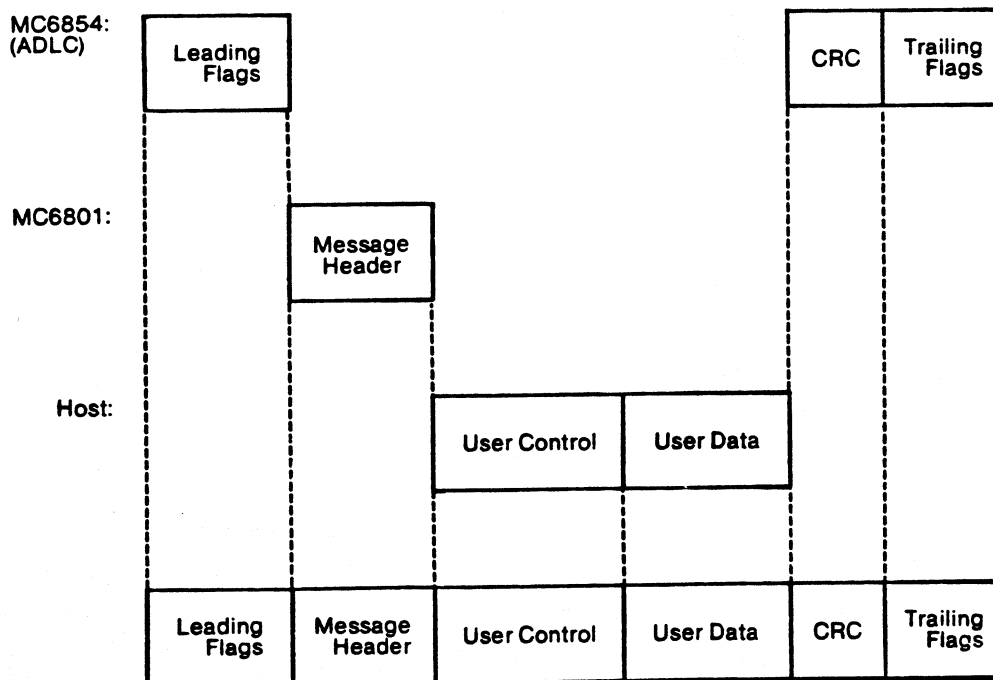 MC6854:
(ADLC)
Leading
Flags
CRC
Trailing
Flags
MC6801:
Message
Header
Host:
User Control
User Data
Leading
Flags
Message
Header
User Control
User Data
CRC
Trailing
Flags